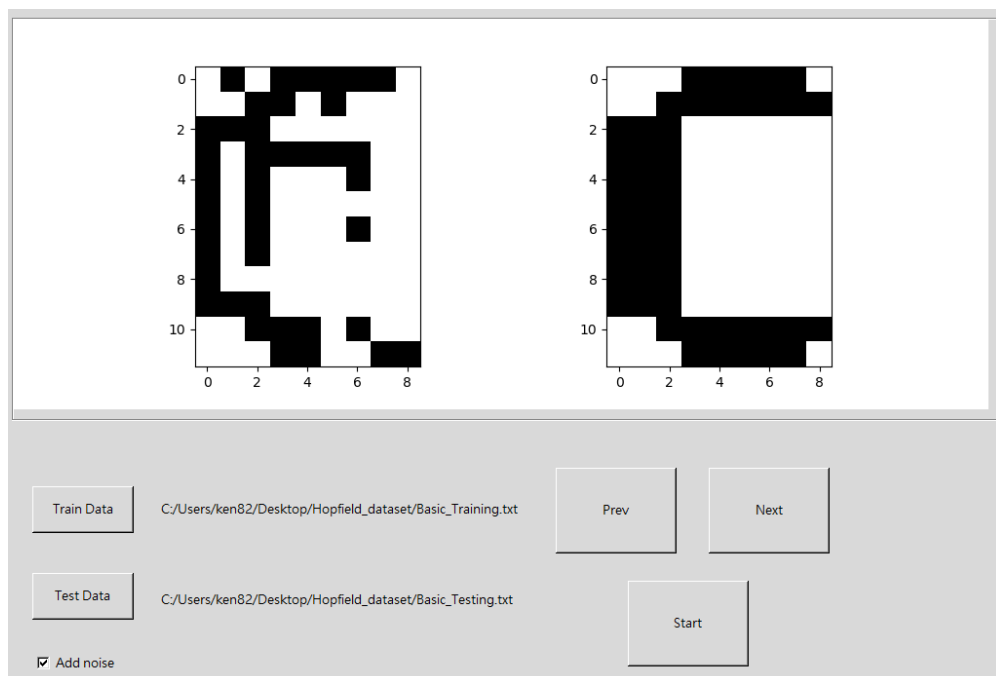 0
2
4
6
8
10
0 2 4 6 8
0
2
4
6
8
10
0 2 4 6 8
Train Data C:/Users/ken82/Desktop/Hopfield_dataset/Basic_Training.txt Prev Next
Test Data C:/Users/ken82/Desktop/Hopfield_dataset/Basic_Testing.txt
Start
Add noise